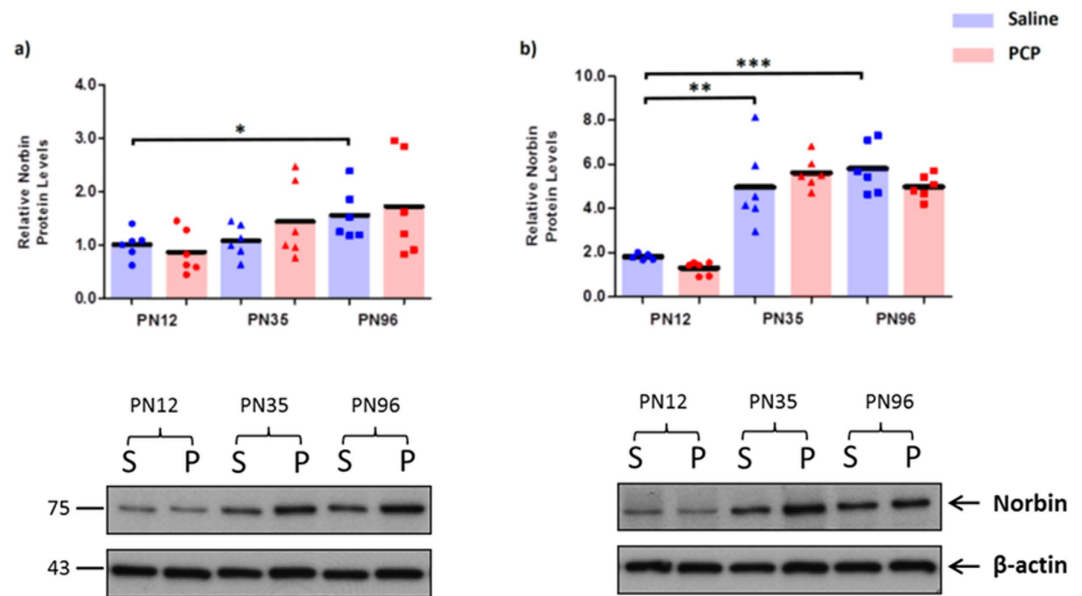 Saline
PCP
a)
Relative Norbin
Protein Levels
4.0
3.0
2.0
1.0
0.0
*
PN12 PN35 PN96
b)
Relative Norbin
Protein Levels
10.0
8.0
6.0
4.0
2.0
0.0
***
**
PN12 PN35 PN96
PN12 PN35 PN96
S P S P S P
75
43
PN12 PN35 PN96
S P S P S P
← Norbin
← β-actin